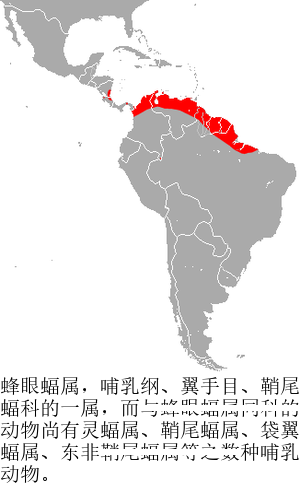 蜂眼蝠属，哺乳纲、翼手目、鞘尾
蝠科的一属，而与蜂眼蝠属同科的
动物尚有灵蝠属、鞘尾蝠属、袋翼
蝠属、东非鞘尾蝠属等之数种哺乳
动物。